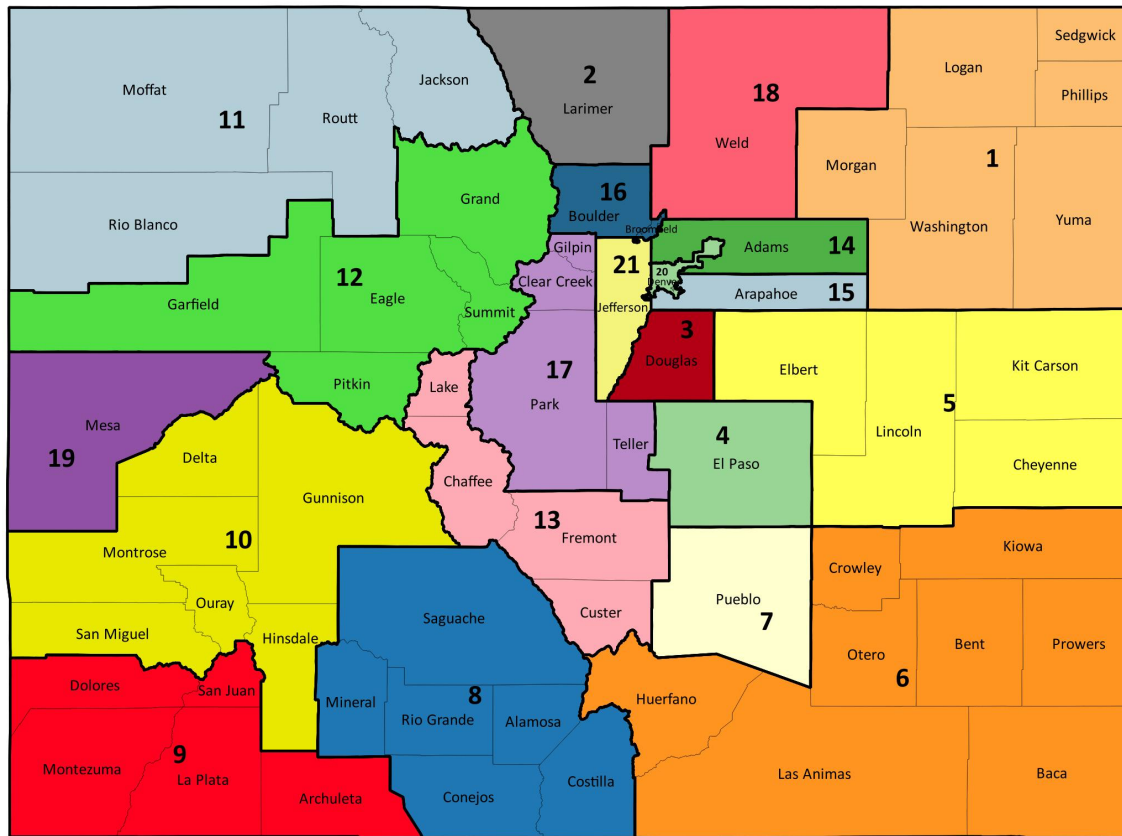 Sedgwick
Logan
Phillips
Moffat
Jackson
2
Larimer
18
Weld
11
Routt
Morgan
1
Washington
Yuma
Rio Blanco
Grand
16
Boulder
Broomfield
Gilpin
21
Adams
14
20
Denver
Clear Creek
Jefferson
Arapahoe
15
12
Garfield
Eagle
Summit
3
Douglas
Elbert
Kit Carson
5
Lincoln
Cheyenne
Pitkin
Lake
17
Park
Teller
4
El Paso
Mesa
19
Delta
Gunnison
Chaffee
13
Fremont
Montrose
10
Ouray
San Miguel
Hinsdale
Saguache
Custer
Pueblo
7
Crowley
Kiowa
Otero
Bent
Prowers
6
Dolores
San Juan
Mineral
Rio Grande
8
Alamosa
Huerfano
Montezuma
9
La Plata
Archuleta
Conejos
Costilla
Las Animas
Baca